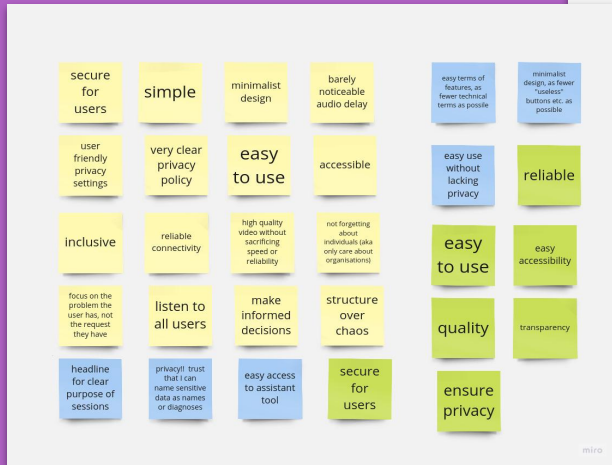 secure
for
users
simple
minimalist
design
barely
noticeable
audio delay
user
friendly
privacy
settings
very clear
privacy
policy
easy
to use
accessible
inclusive
reliable
connectivity
high quality
video without
sacrificing
speed or
reliability
not forgetting
about
individuals (aka
only care about
organisations)
focus on the
problem the
user has, not
the request
they have
listen to
all users
make
informed
decisions
structure
over
chaos
headline
for clear
purpose of
sessions
privacy!! trust
that I can
name sensitive
data as names
or diagnoses
easy access
to assistant
tool
secure
for
users
easy terms of
features, as
fewer technical
terms as possile
minimalist
design, as fewer
"useless"
buttons etc. as
possible
easy use
without
lacking
privacy
reliable
easy
to use
easy
accessibility
quality
transparency
ensure
privacy
miro